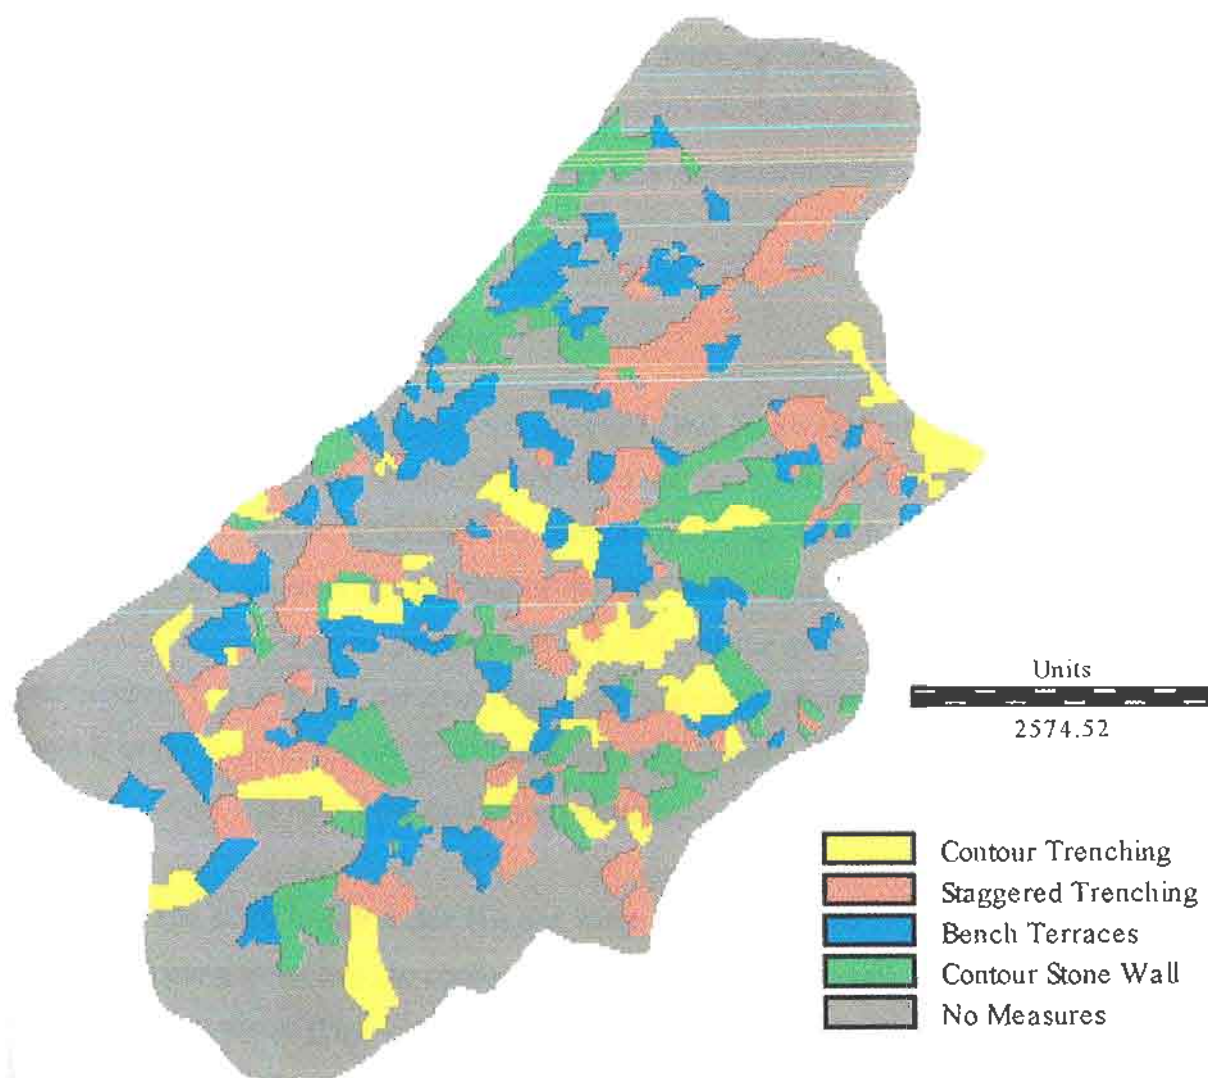 Units
2574.52
Contour Trenching
Staggered Trenching
Bench Terraces
Contour Stone Wall
No Measures